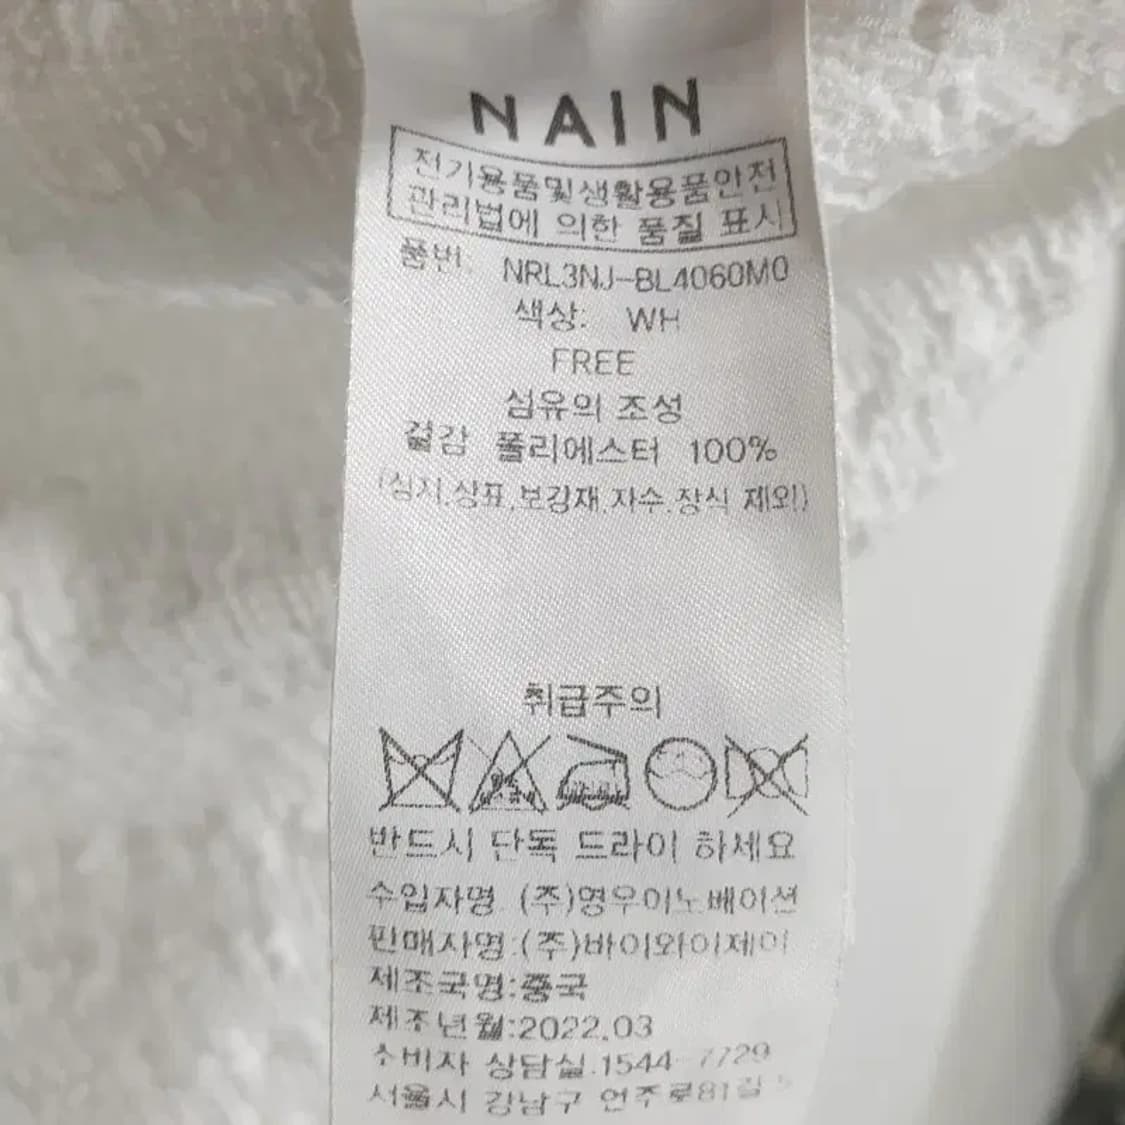 NAIN
전기용품및생활용품안전
관리법에 의한 품질 표시
품번: NRL3NJ-BL4060M0
색상: WH
FREE
섬유의 조성
겉감 폴리에스터 100%
(심지,상표,보강재,자수,장식 제외)
취급주의
반드시 단독 드라이 하세요
수입자명 (주)영우이노베이션
판매자명:(주)바이와이제이
제조국명:중국
제조년월:2022.03
소비자 상담실.1544-7729
서울시 강남구 언주로81길